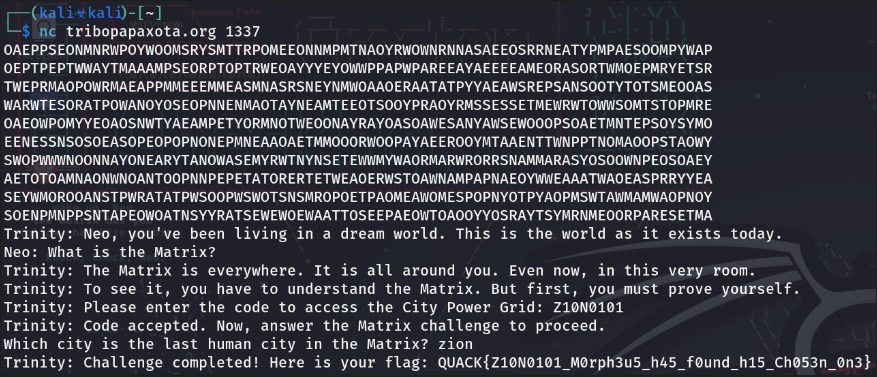 (kali☣kali)-[~]
$ nc tribopapaxota.org 1337
OAEPPSEONMNRWPOYWOOMSRYSMTTRPOMEEONNMPMTNAOYRWOWNRNNASAEEOSRRNEATYPMPAESOOMPYWAP
OEPTPEPTWWAYTMAAAMPSEORPTOPTRWEOAYYYEYOWWPPAPWPAREEAYAEEEEAMEORASORTWMOEPMRYETSR
TWEPRMAOPOWRMAEAPPMMEEEMMEASMNASRSNEYNMWOAAOERAATATPYYAEAWSREPSANSOOTYTOTSMEOOAS
WARWTESORATPOWANOYOSEOPNNENMAOTAYNEAMTEEOTSOOYPRAOYRMSSESSETMEWRWTOWWSOMTSTOPMRE
OAEOWPOMYYEOAOSNWTYAEAMPETYORMNOTWEOONAYRAYOASOAWESANYAWSEWOOOPSOAETMNTEPSOYSYMO
EENESSNSOSOEASOPEOPOPNONEPMNEAAOAETMMOOORWOOPAYAEEROOYMTAAENTTWNPPTNOMAOOPSTAOWY
SWOPWWWNOONNAYONEARYTANOWASEMYRWTNYNSETEWWMYWAORMARWRORRSNAMMARASYOSOOWNPEOSOAEY
AETOTOAMNAONWNOANTOOPNNPEPETATORERTETWEAOERWSTOAWNAMPAPNAEOYWWEAAATWAOEASPRRYYEA
SEYWMOROOANSTPWRATATPWSOOPWSWOTSNSMROPOETPAOMEAWOMESPOPNYOTPYAOPMSWTAWMAMWAOPNOY
SOENPMNPPSNTAPEOWOATNSYYRATSEWEWOEWAATTOSEEPAEOWTOAOOYYOSRAYTSYMRNMEOORPARESETMA
Trinity: Neo, you've been living in a dream world. This is the world as it exists today.
Neo: What is the Matrix?
Trinity: The Matrix is everywhere. It is all around you. Even now, in this very room.
Trinity: To see it, you have to understand the Matrix. But first, you must prove yourself.
Trinity: Please enter the code to access the City Power Grid: Z10N0101
Trinity: Code accepted. Now, answer the Matrix challenge to proceed.
Which city is the last human city in the Matrix? zion
Trinity: Challenge completed! Here is your flag: QUACK{Z10N0101_M0rph3u5_h45_f0und_h15_Ch053n_0n3}